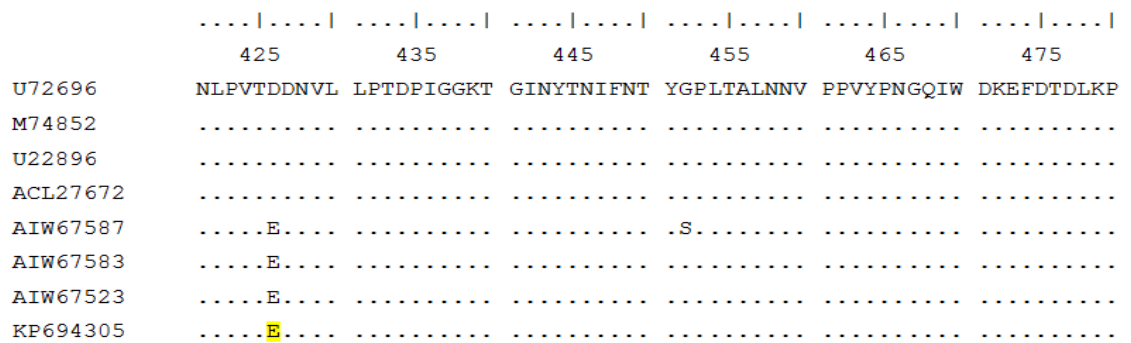 ....|....| ....|....| ....|....| ....|....| ....|....| ....|....|
425 435 445 455 465 475
U72696 NLPVTDDNVL LPTDPIGGKT GINYTNIFNT YGPLTALNNV PPVYPNGQIW DKEFDTDLKP
M74852 .......... .......... .......... .......... .......... ..........
U22896 .......... .......... .......... .......... .......... ..........
ACL27672 .......... .......... .......... .......... .......... ..........
AIW67587 .....E.... .......... .......... .S........ .......... ..........
AIW67583 .....E.... .......... .......... .......... .......... ..........
AIW67523 .....E.... .......... .......... .......... .......... ..........
KP694305 .....E.... .......... .......... .......... .......... ..........